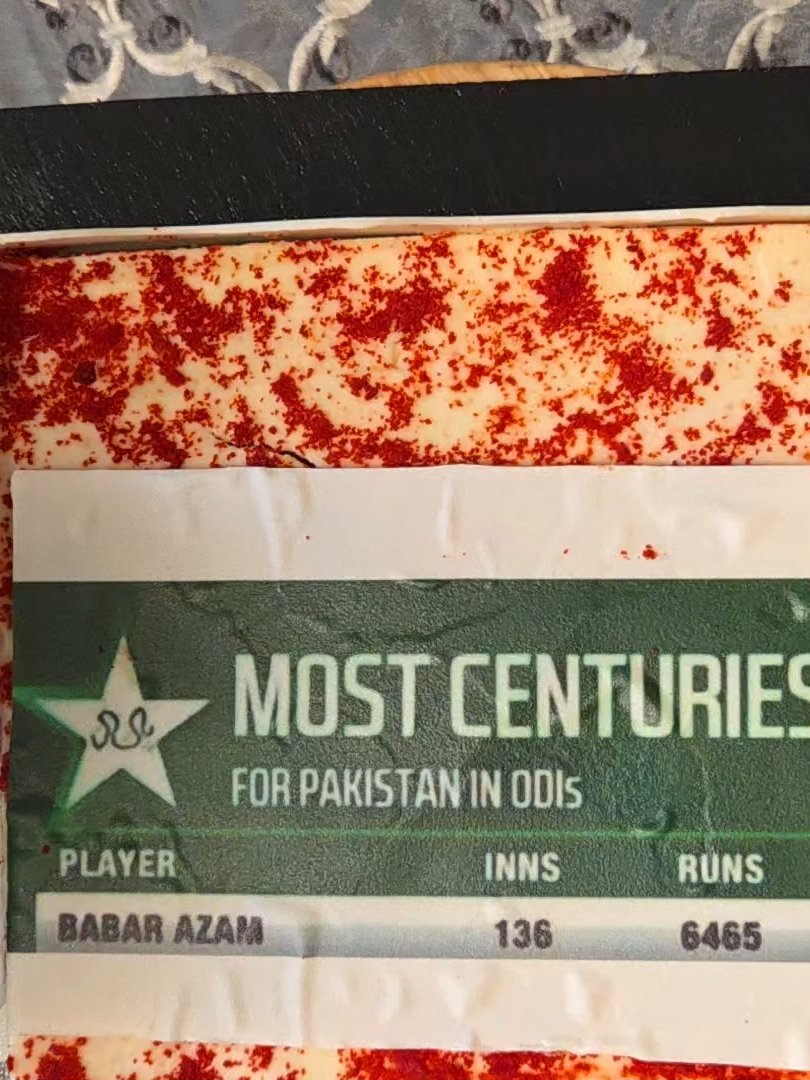 MOST CENTURIES
FOR PAKISTAN IN ODIs
PLAYER INNS RUNS
BABAR AZAM 136 6465